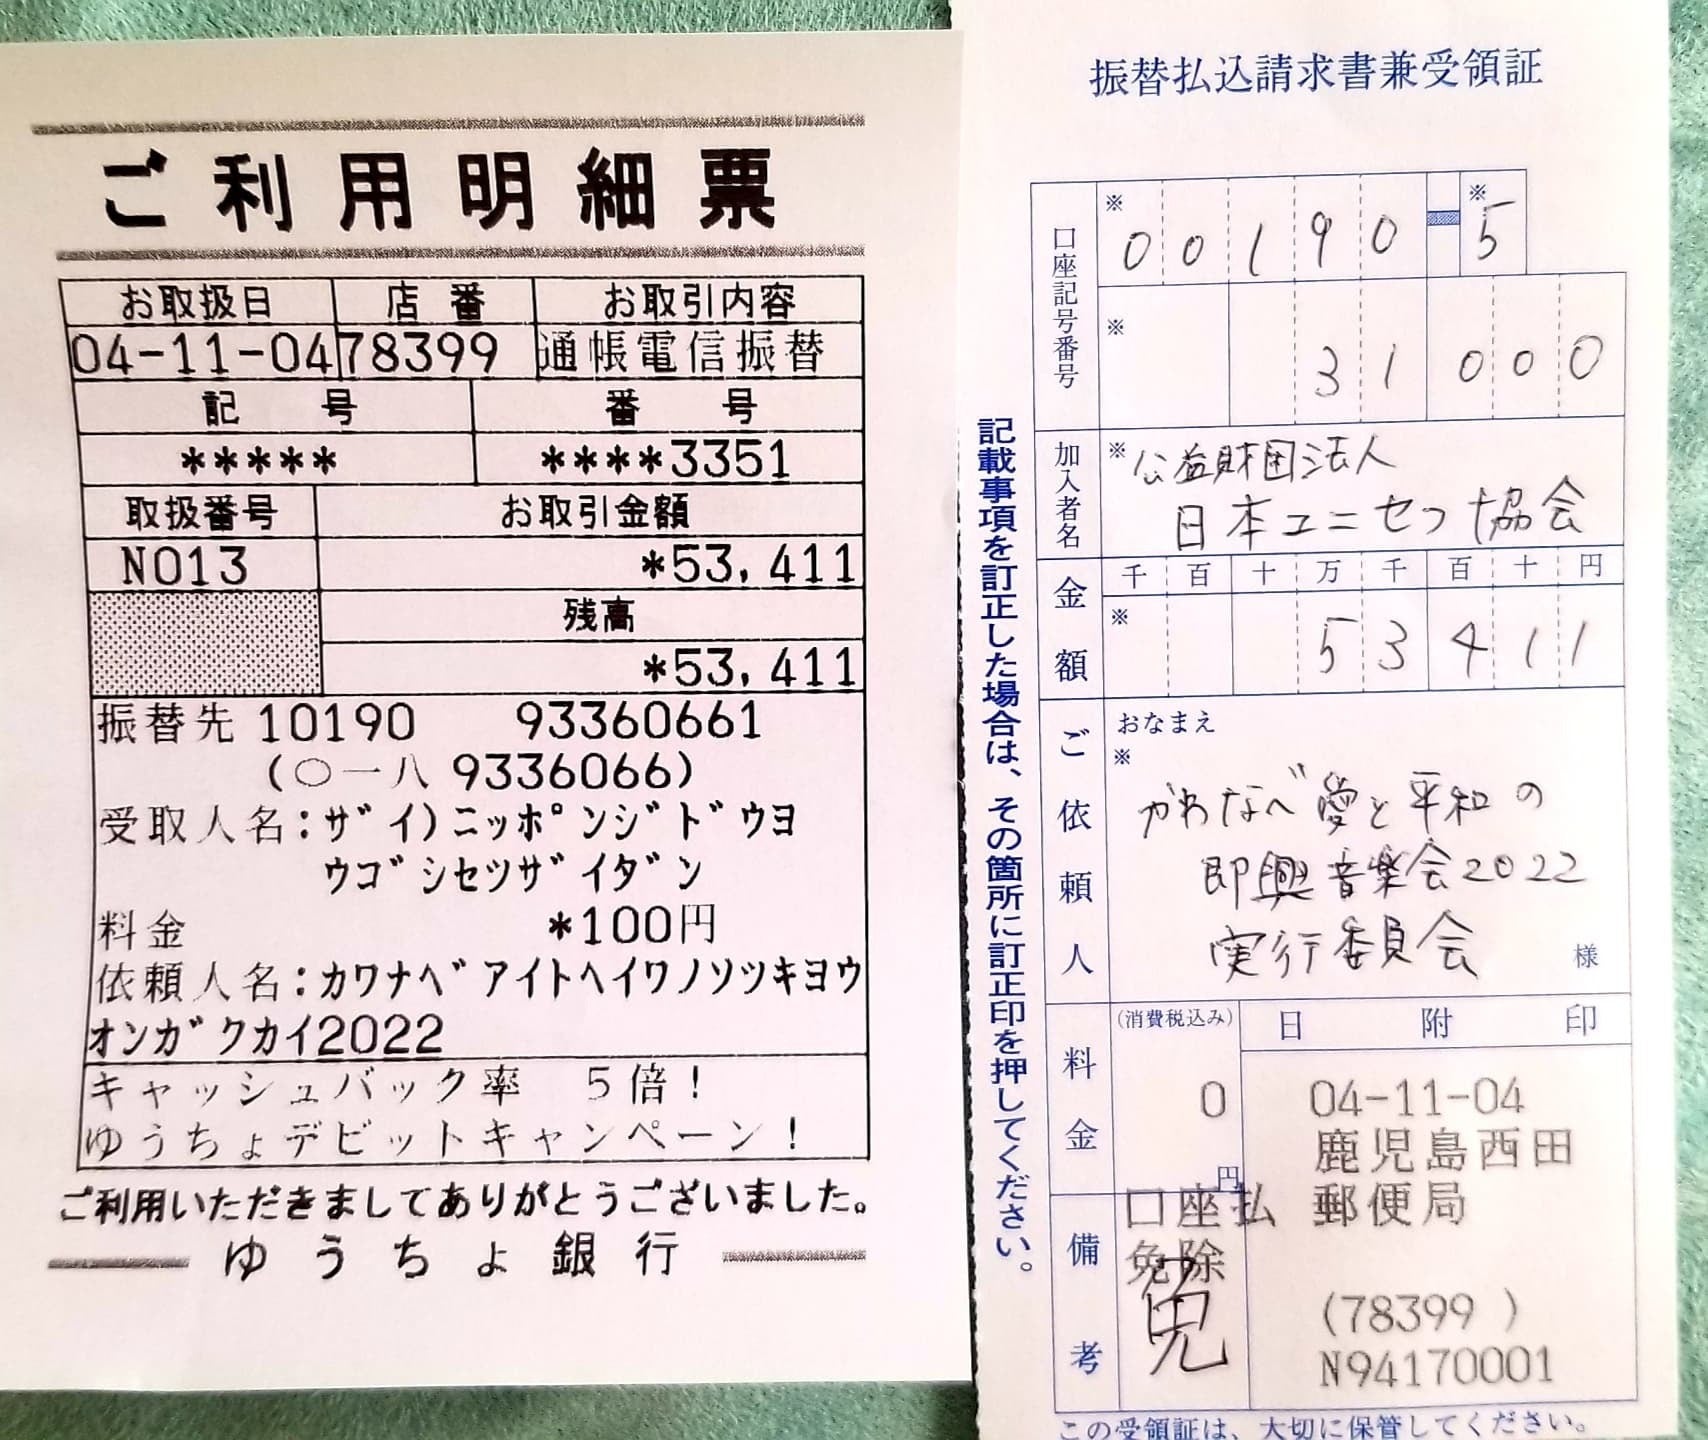 ご利用明細票
お取扱日 店番 お取引内容
04-11-04 78399 通帳電信振替
記号 番号
***** ****3351
取扱番号 お取引金額
N013 *53,411
残高
*53,411
振替先 10190 93360661
(〇一八 9336066)
受取人名:ザイ)ニッポンジドウヨ
ウゴシセツザイダン
料金 *100円
依頼人名:カワナベアイトヘイワノソツキヨウ
オンガクカイ2022
キャッシュバック率 5倍!
ゆうちょデビットキャンペーン!
ご利用いただきましてありがとうございました。
ゆうちょ銀行
振替払込請求書兼受領証
口座記号番号
※ 00190 - ※ 5
※ 31000
加入者名
※ 公益財団法人
日本ユニセフ協会
金額
千 百 十 万 千 百 十 円
※ 53411
ご依頼人
おなまえ
※
かわなべ愛と平和の
即興音楽会2022
実行委員会 様
料金
(消費税込み)
0
円
日附印
04-11-04
鹿児島西田
郵便局
(78399 )
N94170001
備考
口座払
免除
記載事項を訂正した場合は、その箇所に訂正印を押してください。
この受領証は、大切に保管してください。